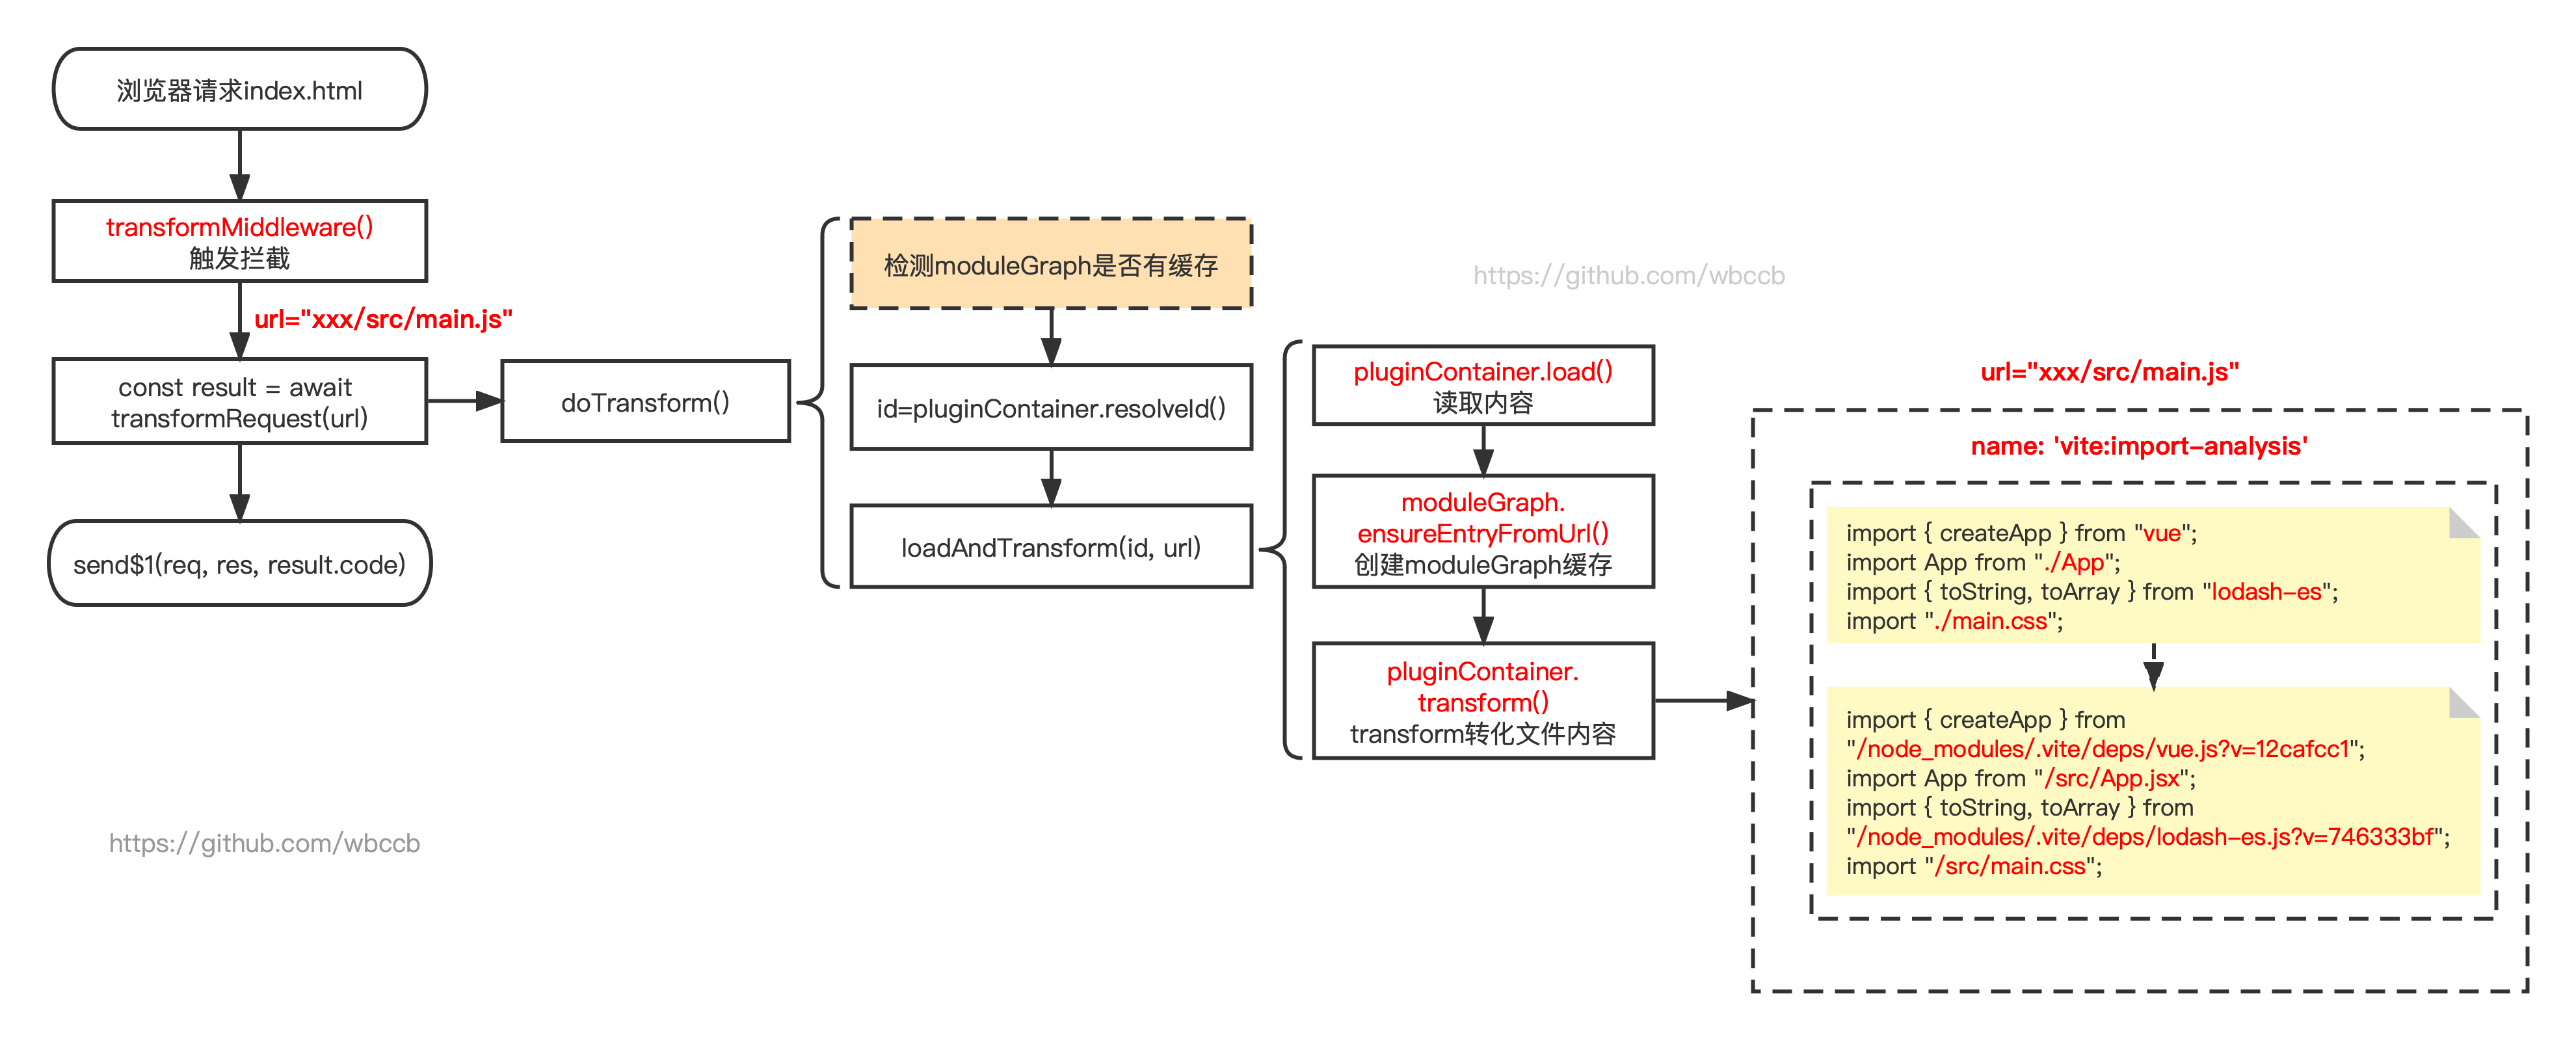 浏览器请求index.html
transformMiddleware()
触发拦截
url="xxx/src/main.js"
const result = await
transformRequest(url)
send$1(req, res, result.code)
doTransform()
检测moduleGraph是否有缓存
id=pluginContainer.resolveId()
loadAndTransform(id, url)
pluginContainer.load()
读取内容
moduleGraph.
ensureEntryFromUrl()
创建moduleGraph缓存
pluginContainer.
transform()
transform转化文件内容
url="xxx/src/main.js"
name: 'vite:import-analysis'
import { createApp } from "vue";
import App from "./App";
import { toString, toArray } from "lodash-es";
import "./main.css";
import { createApp } from
"/node_modules/.vite/deps/vue.js?v=12cafcc1";
import App from "/src/App.jsx";
import { toString, toArray } from
"/node_modules/.vite/deps/lodash-es.js?v=746333bf";
import "/src/main.css";
https://github.com/wbccb
https://github.com/wbccb